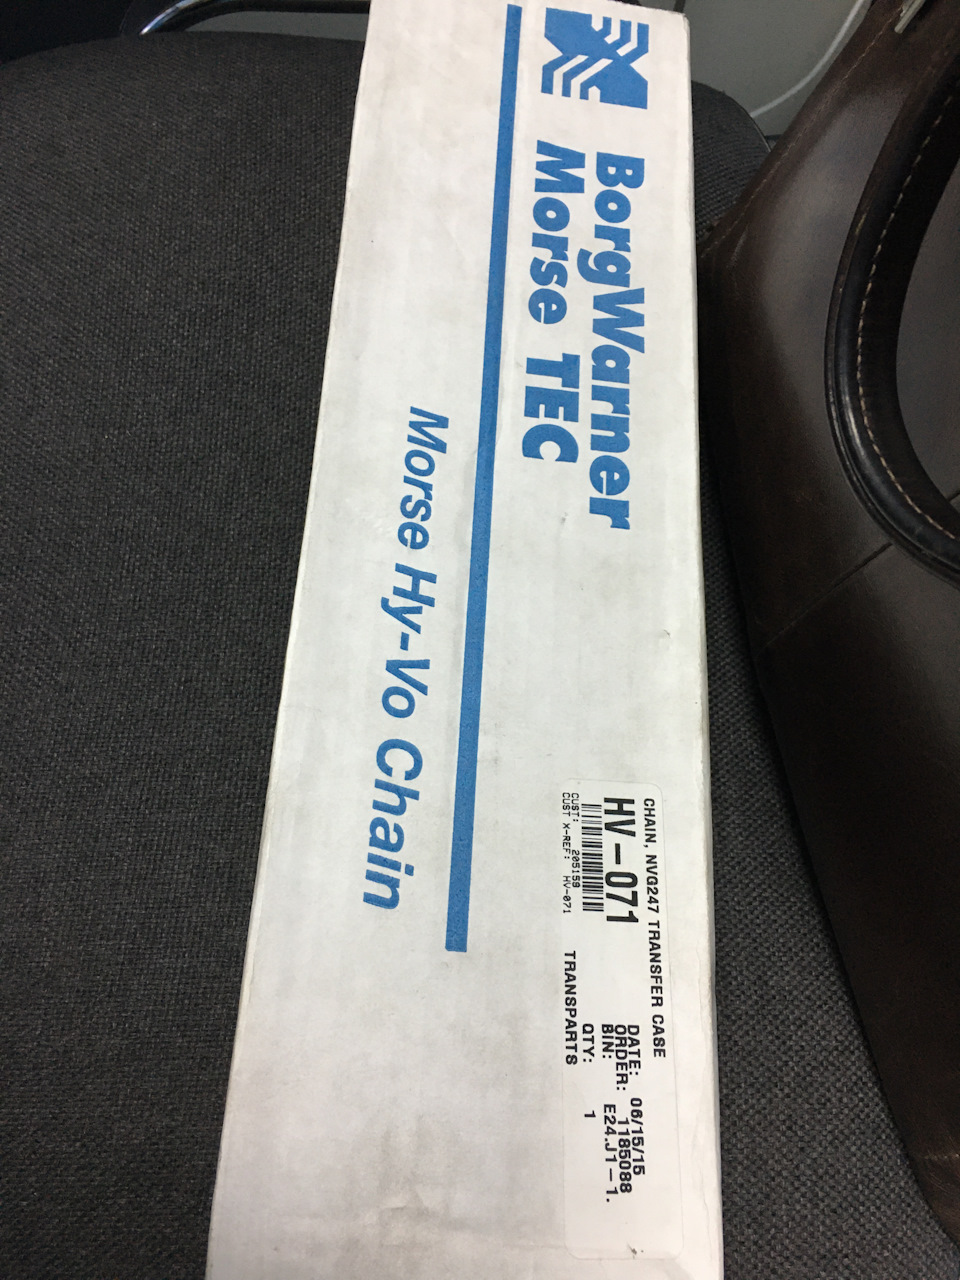 BorgWarner
Morse TEC
Morse Hy-Vo Chain
CHAIN, NVG247 TRANSFER CASE
HV-071
DATE: 06/15/15
ORDER: 1185088
BIN: E24.J1-1.
QTY: 1
CUST: 205159
CUST X-REF: HV-071
TRANSPARTS